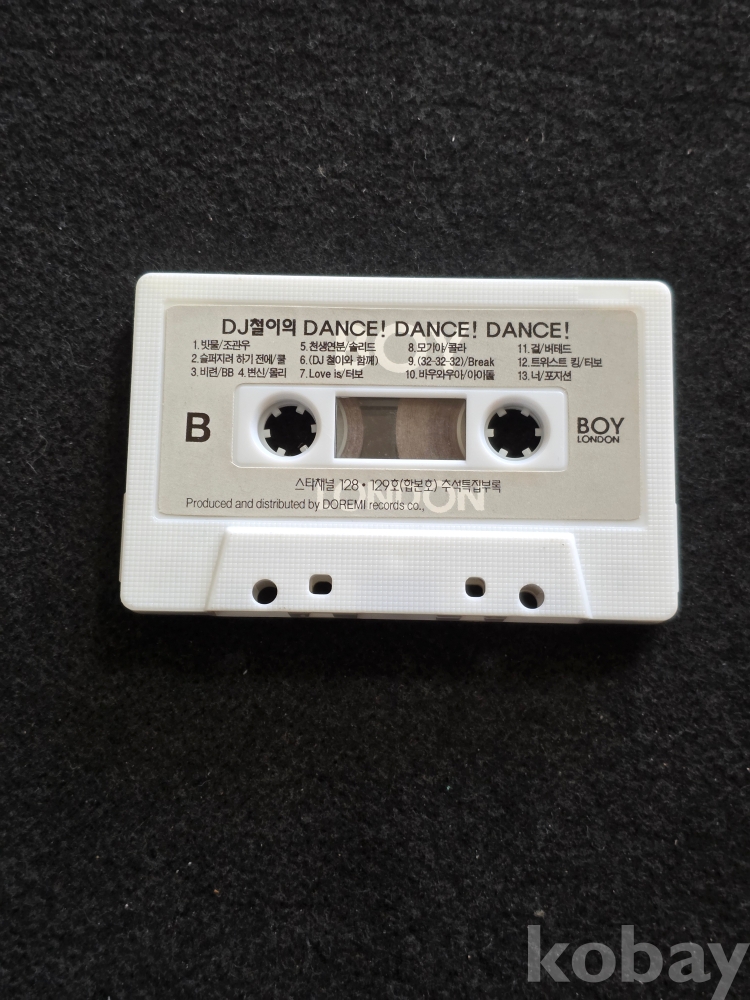 DJ철이의 DANCE! DANCE! DANCE!
1. 빗물/조관우 5. 천생연분/솔리드 8. 모기야/콜라 11. 걸/버테드
2. 슬퍼지려 하기 전에/쿨 6. (DJ 철이와 함께) 9. (32-32-32)/Break 12. 트위스트 킹/터보
3. 비련/BB 4. 변신/몰리 7. Love is/터보 10. 바우와우아/아이돌 13. 너/포지션
B
BOY
LONDON
스타채널 128·129호(합본호) 추석특집부록
LONDON
Produced and distributed by DOREMI records co.,
kobay